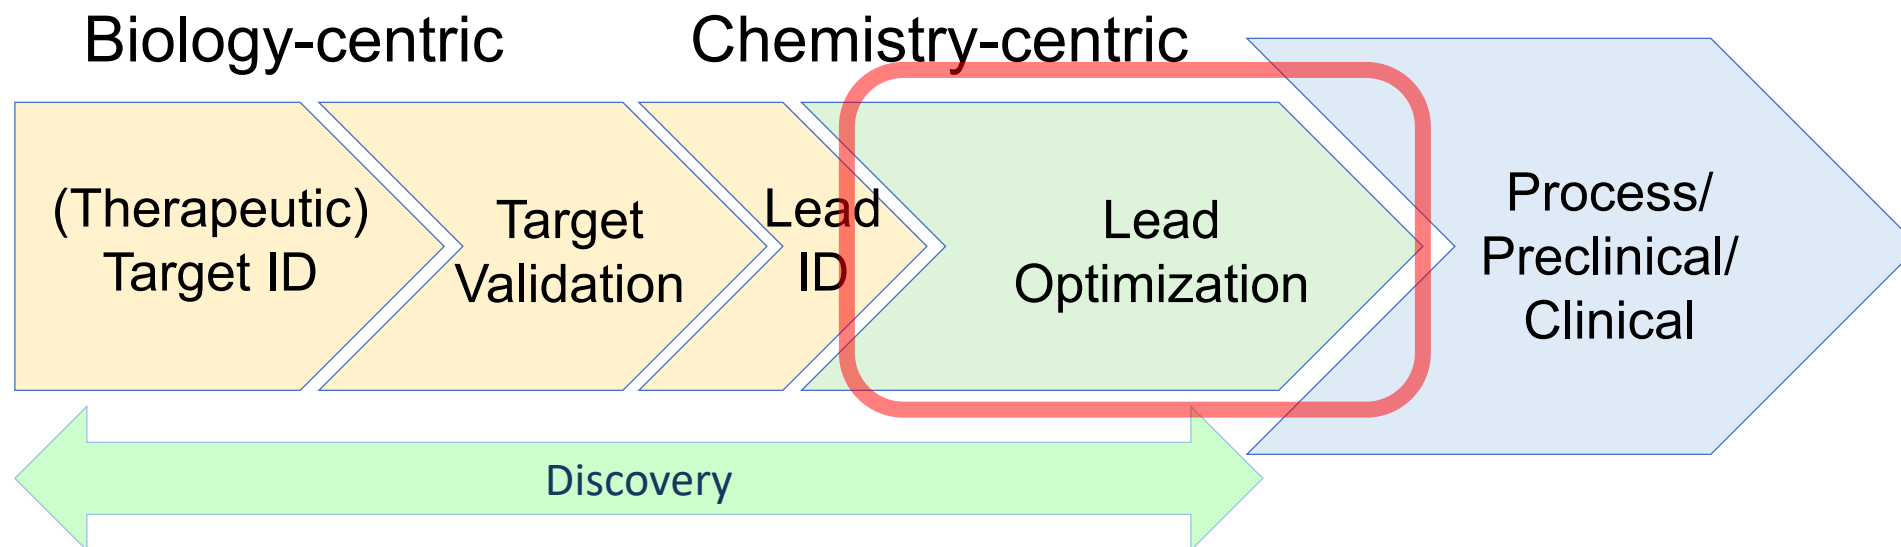 Biology-centric
Chemistry-centric
(Therapeutic)
Target ID
Target
Validation
Lead
ID
Lead
Optimization
Process/
Preclinical/
Clinical
Discovery